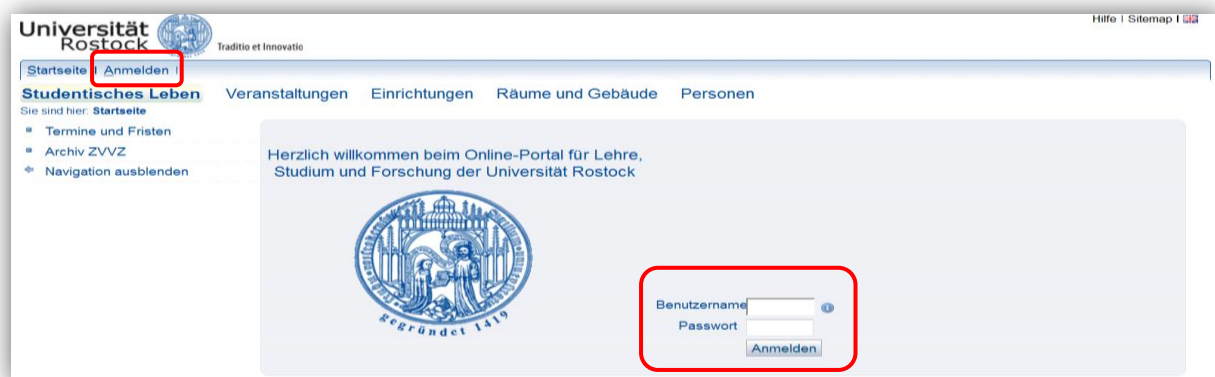 Hilfe | Sitemap |
Universität
Rostock
Traditio et Innovatio
Startseite | Anmelden |
Studentisches Leben Veranstaltungen Einrichtungen Räume und Gebäude Personen
Sie sind hier: Startseite
Termine und Fristen
Archiv ZVVZ
Navigation ausblenden
Herzlich willkommen beim Online-Portal für Lehre,
Studium und Forschung der Universität Rostock
gegründet 1419
Benutzername
Passwort
Anmelden